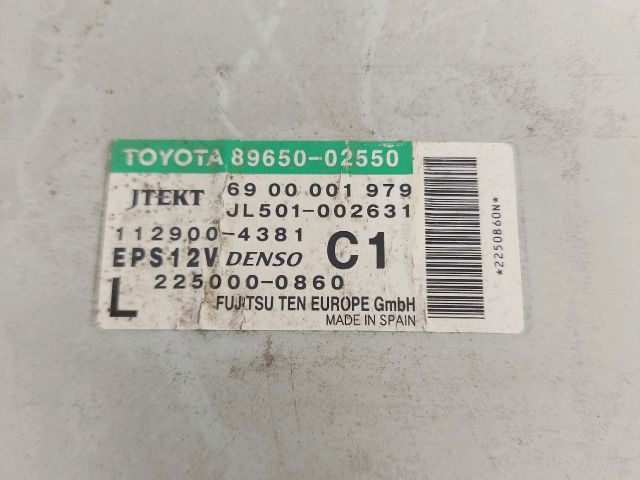 TOYOTA 89650-02550
JTEKT 69 00 001 979
JL501-002631
112900-4381 C1
EPS12V DENSO
L 225000-0860
FUJITSU TEN EUROPE GmbH
MADE IN SPAIN
*2250860N*